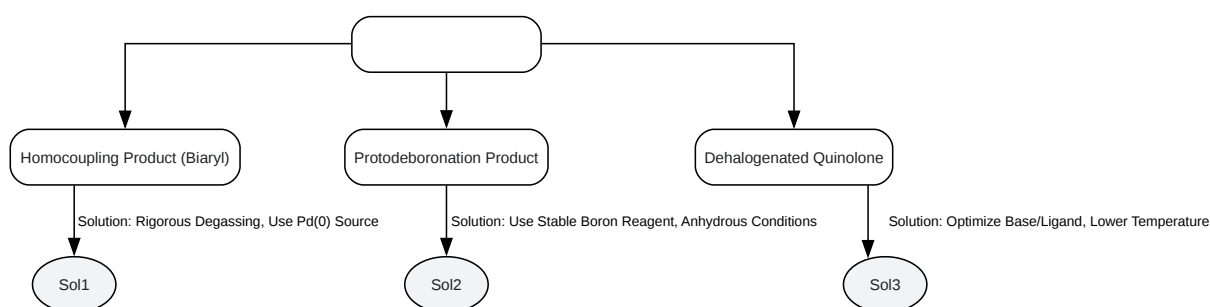 Homocoupling Product (Biaryl)
Protodeboronation Product
Dehalogenated Quinolone
Solution: Rigorous Degassing, Use Pd(0) Source
Solution: Use Stable Boron Reagent, Anhydrous Conditions
Solution: Optimize Base/Ligand, Lower Temperature
Sol1
Sol2
Sol3